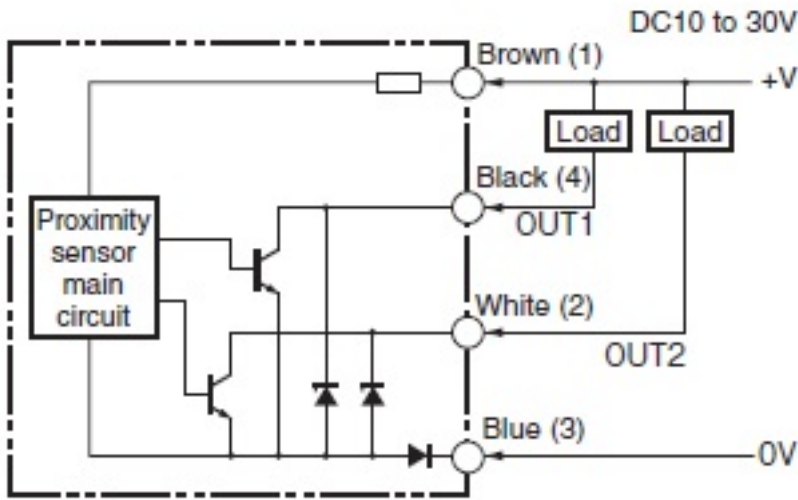 DC10 to 30V
Brown (1)
+V
Load
Load
Black (4)
OUT1
Proximity
sensor
main
circuit
White (2)
OUT2
Blue (3)
0V